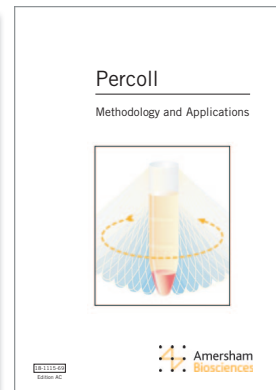 Percoll
Methodology and Applications
18-1115-69
Edition AC
Amersham
Biosciences